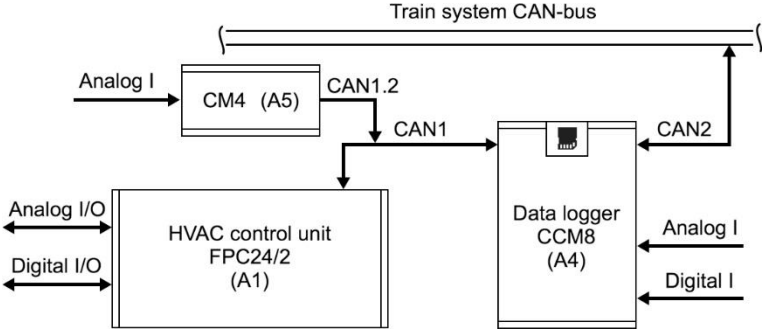 Train system CAN-bus
Analog I
CM4 (A5)
CAN1.2
CAN1
CAN2
Analog I/O
Digital I/O
HVAC control unit
FPC24/2
(A1)
Data logger
CCM8
(A4)
Analog I
Digital I